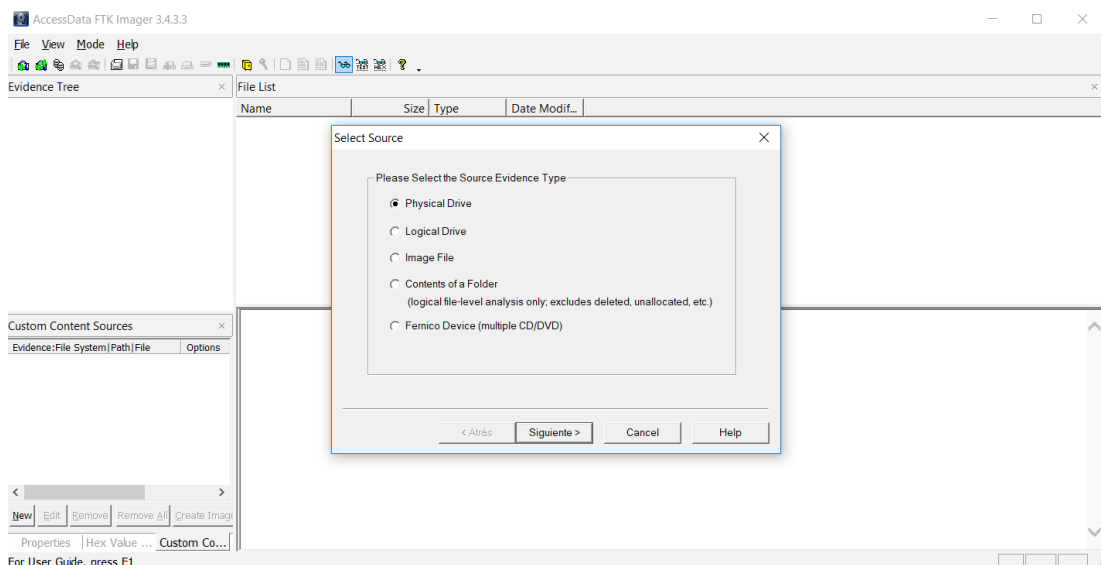 AccessData FTK Imager 3.4.3.3
File View Mode Help
Evidence Tree
File List
Name Size Type Date Modif...
Select Source
Please Select the Source Evidence Type
Physical Drive
Logical Drive
Image File
Contents of a Folder
(logical file-level analysis only; excludes deleted, unallocated, etc.)
Fernico Device (multiple CD/DVD)
< Atrás Siguiente > Cancel Help
Custom Content Sources
Evidence:File System|Path|File Options
New Edit Remove Remove All Create Image
Properties Hex Value ... Custom Co...
For User Guide, press F1